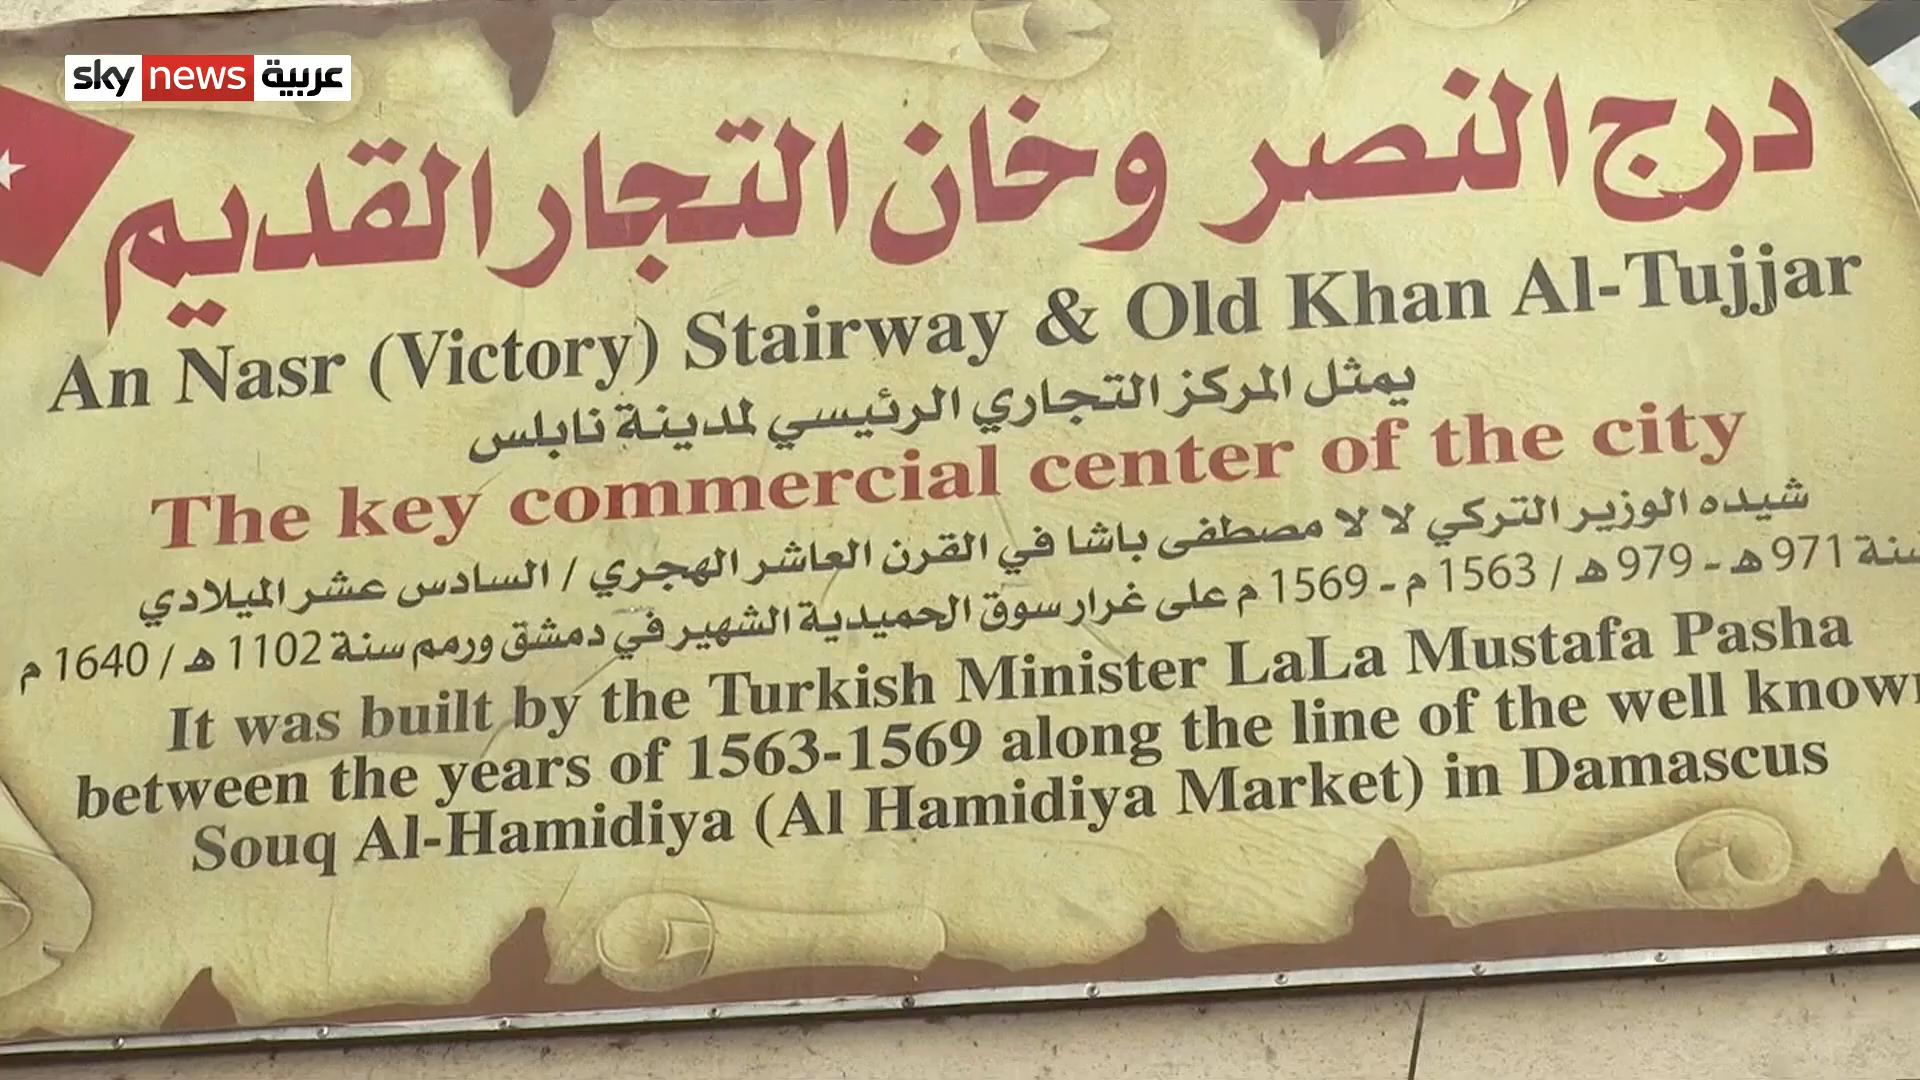 sky news عربية
درج النصر وخان التجار القديم
An Nasr (Victory) Stairway & Old Khan Al-Tujjar
يمثل المركز التجاري الرئيسي لمدينة نابلس
The key commercial center of the city
شيده الوزير التركي لا لا مصطفى باشا في القرن العاشر الهجري / السادس عشر الميلادي
سنة 971 هـ - 979 هـ / 1563 م - 1569 م على غرار سوق الحميدية الشهير في دمشق ورمم سنة 1102 هـ / 1640 م
It was built by the Turkish Minister LaLa Mustafa Pasha
between the years of 1563-1569 along the line of the well known
Souq Al-Hamidiya (Al Hamidiya Market) in Damascus